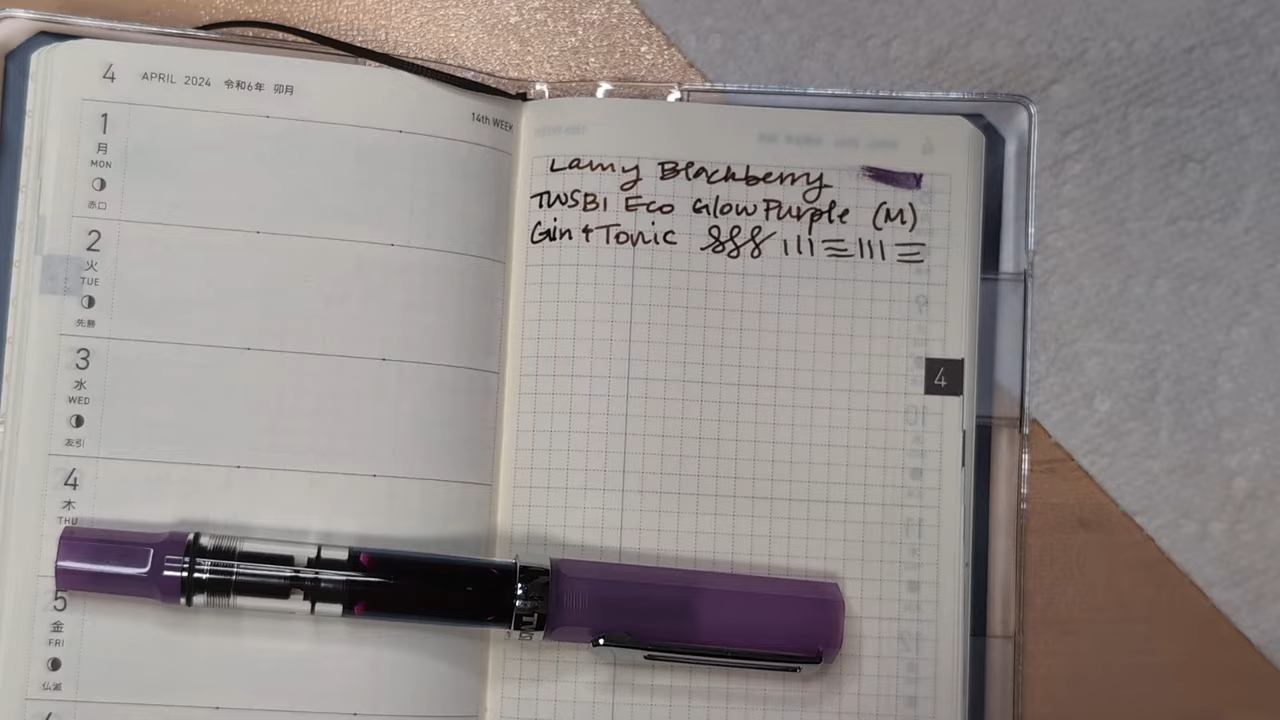 4 APRIL 2024 令和6年 卯月
14th WEEK
1
月
MON
赤口
2
火
TUE
先勝
3
水
WED
友引
4
木
THU
5
金
FRI
仏滅
Lamy Blackberry
TWSBI Eco Glow Purple (M)
Gin + Tonic
4